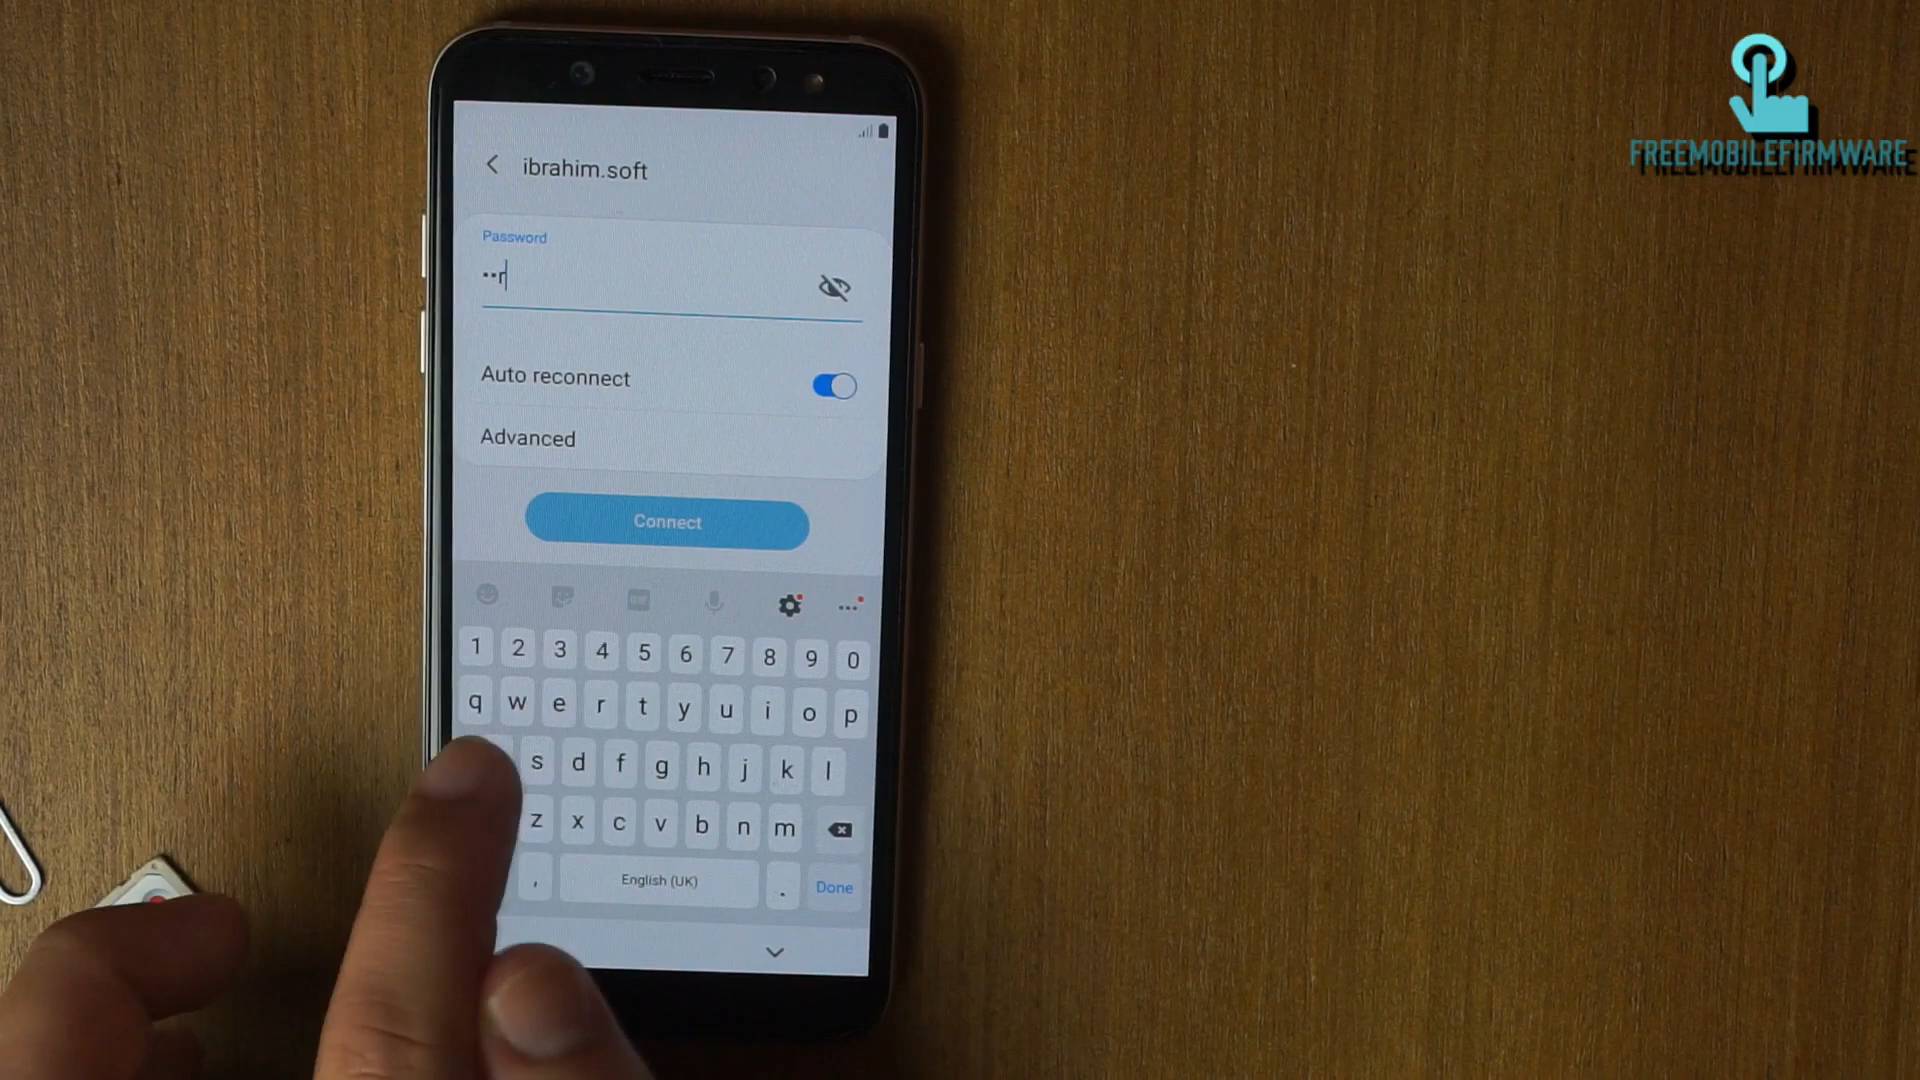 FREEMOBILEFIRMWARE
ibrahim.soft
Password
••r
Auto reconnect
Advanced
Connect
GIF
1 2 3 4 5 6 7 8 9 0
q w e r t y u i o p
s d f g h j k l
z x c v b n m
, English (UK) . Done